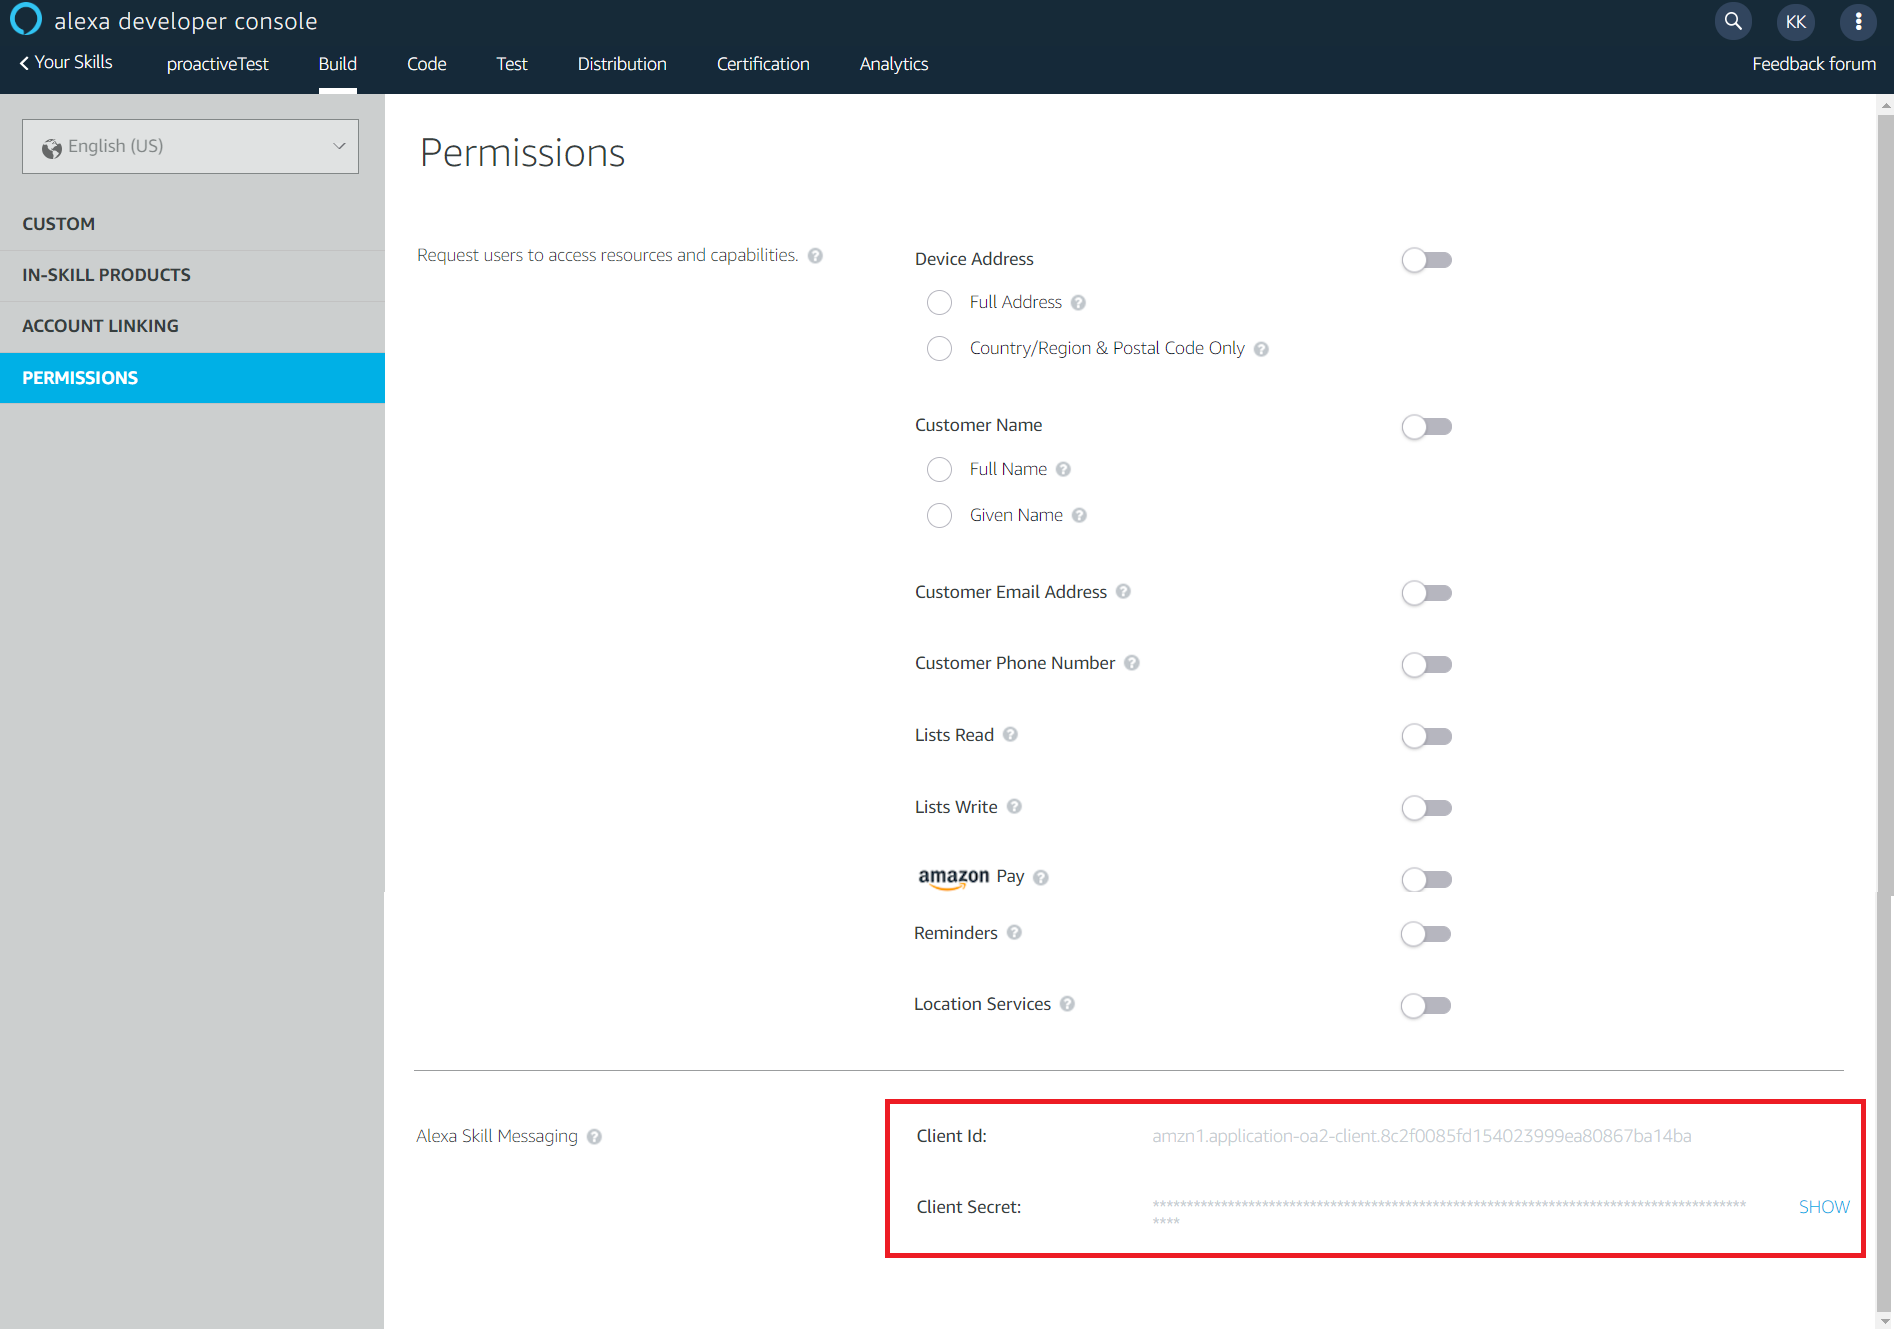 alexa developer console
KK
Your Skills
proactiveTest
Build
Code
Test
Distribution
Certification
Analytics
Feedback forum
English (US)
CUSTOM
IN-SKILL PRODUCTS
ACCOUNT LINKING
PERMISSIONS
Permissions
Request users to access resources and capabilities. ?
Device Address
Full Address ?
Country/Region & Postal Code Only ?
Customer Name
Full Name ?
Given Name ?
Customer Email Address ?
Customer Phone Number ?
Lists Read ?
Lists Write ?
amazon Pay ?
Reminders ?
Location Services ?
Alexa Skill Messaging ?
Client Id:
amzn1.application-oa2-client.8c2f0085fd154023999ea80867ba14ba
Client Secret:
****************************************************************************************
****
SHOW